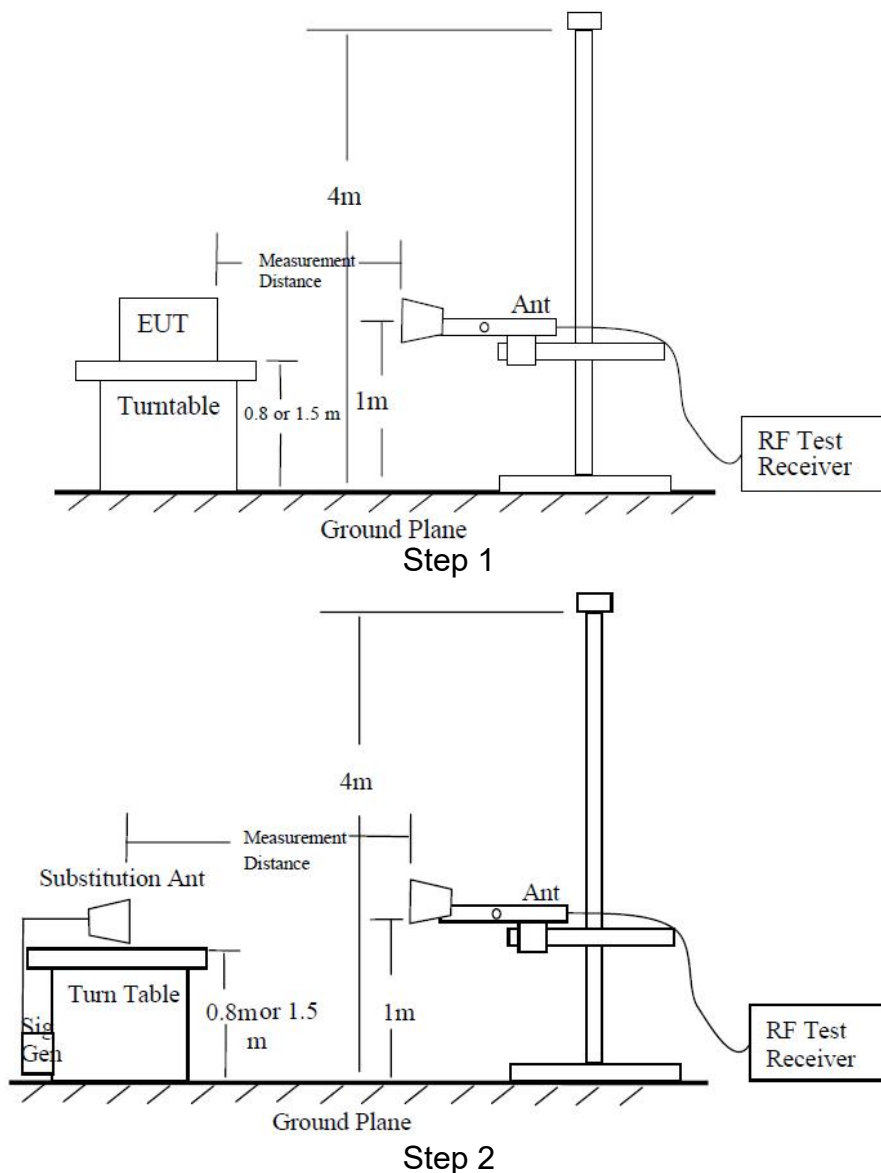 4m
Measurement
Distance
Ant
EUT
Turntable
0.8 or 1.5 m
1m
RF Test
Receiver
Ground Plane
Step 1
4m
Measurement
Distance
Substitution Ant
Ant
Turn Table
0.8m or 1.5
m
1m
Sig
Gen
RF Test
Receiver
Ground Plane
Step 2